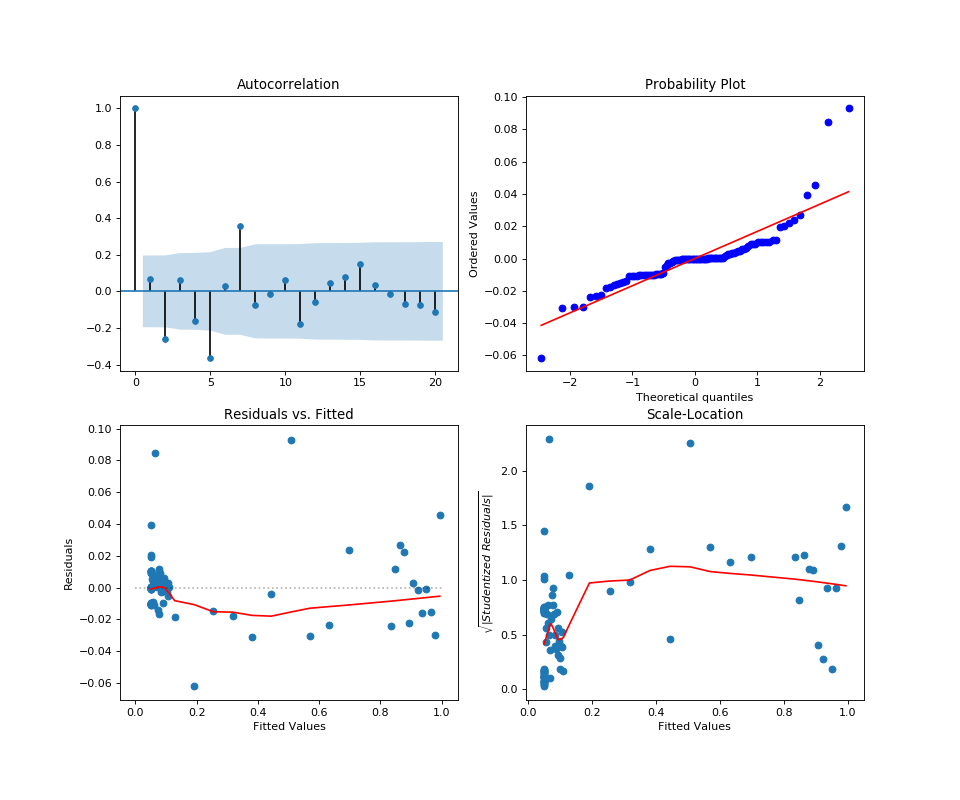 Autocorrelation
1.0
0.8
0.6
0.4
0.2
0.0
−0.2
−0.4
0 5 10 15 20
Probability Plot
Ordered Values
0.10
0.08
0.06
0.04
0.02
0.00
−0.02
−0.04
−0.06
−2 −1 0 1 2
Theoretical quantiles
Residuals vs. Fitted
Residuals
0.10
0.08
0.06
0.04
0.02
0.00
−0.02
−0.04
−0.06
0.0 0.2 0.4 0.6 0.8 1.0
Fitted Values
Scale-Location
√|Studentized Residuals|
2.0
1.5
1.0
0.5
0.0
0.0 0.2 0.4 0.6 0.8 1.0
Fitted Values